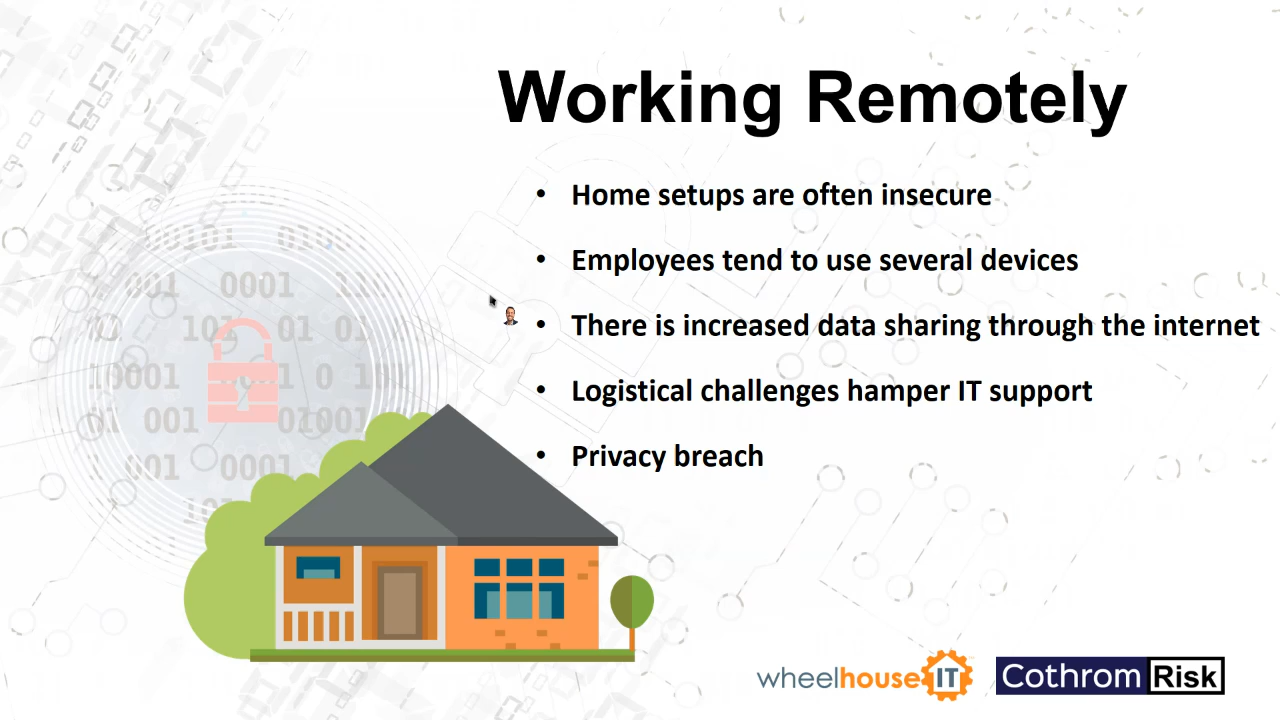 Working Remotely
• Home setups are often insecure
• Employees tend to use several devices
• There is increased data sharing through the internet
• Logistical challenges hamper IT support
• Privacy breach
wheelhouse IT
Cothrom Risk